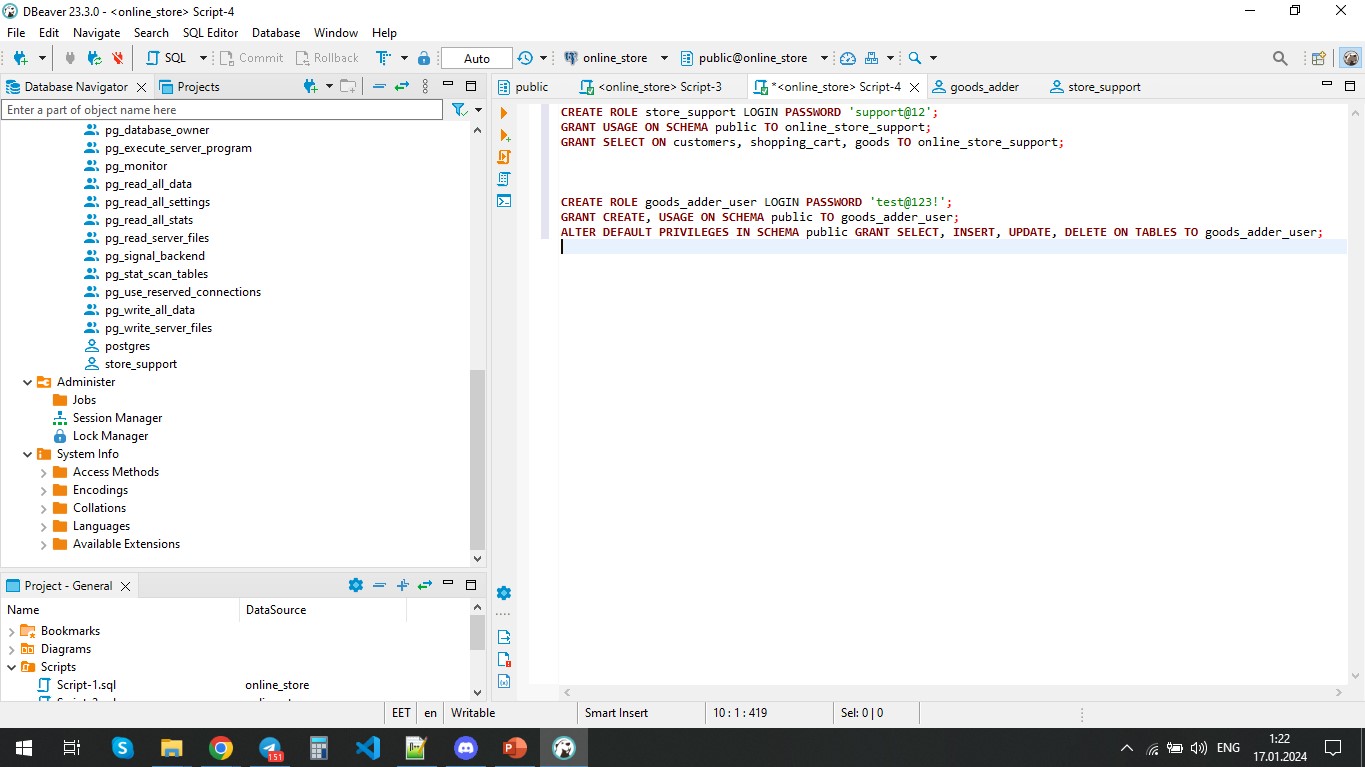 DBeaver 23.3.0 - <online_store> Script-4
File Edit Navigate Search SQL Editor Database Window Help
SQL Commit Rollback Auto online_store public@online_store
Database Navigator Projects
Enter a part of object name here
pg_database_owner
pg_execute_server_program
pg_monitor
pg_read_all_data
pg_read_all_settings
pg_read_all_stats
pg_read_server_files
pg_signal_backend
pg_stat_scan_tables
pg_use_reserved_connections
pg_write_all_data
pg_write_server_files
postgres
store_support
Administer
Jobs
Session Manager
Lock Manager
System Info
Access Methods
Encodings
Collations
Languages
Available Extensions
Project - General
Name DataSource
Bookmarks
Diagrams
Scripts
Script-1.sql online_store
public <online_store> Script-3 *<online_store> Script-4 goods_adder store_support
CREATE ROLE store_support LOGIN PASSWORD 'support@12';
GRANT USAGE ON SCHEMA public TO online_store_support;
GRANT SELECT ON customers, shopping_cart, goods TO online_store_support;
CREATE ROLE goods_adder_user LOGIN PASSWORD 'test@123!';
GRANT CREATE, USAGE ON SCHEMA public TO goods_adder_user;
ALTER DEFAULT PRIVILEGES IN SCHEMA public GRANT SELECT, INSERT, UPDATE, DELETE ON TABLES TO goods_adder_user;
EET en Writable Smart Insert 10 : 1 : 419 Sel: 0 | 0
151
ENG
1:22
17.01.2024